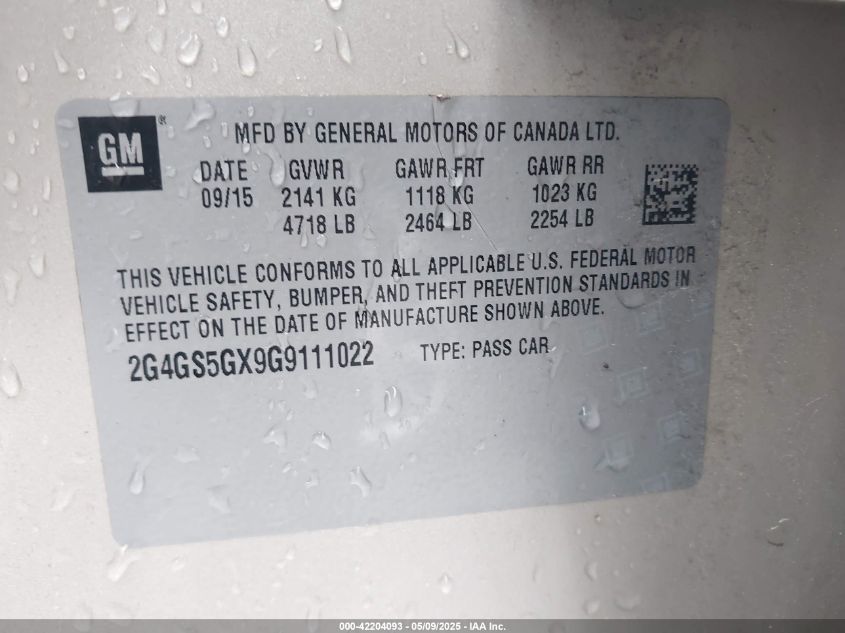 GM ®
MFD BY GENERAL MOTORS OF CANADA LTD.
DATE GVWR GAWR FRT GAWR RR
09/15 2141 KG 1118 KG 1023 KG
4718 LB 2464 LB 2254 LB
THIS VEHICLE CONFORMS TO ALL APPLICABLE U.S. FEDERAL MOTOR
VEHICLE SAFETY, BUMPER, AND THEFT PREVENTION STANDARDS IN
EFFECT ON THE DATE OF MANUFACTURE SHOWN ABOVE.
2G4GS5GX9G9111022 TYPE: PASS CAR
000-42204093 - 05/09/2025 - IAA Inc.